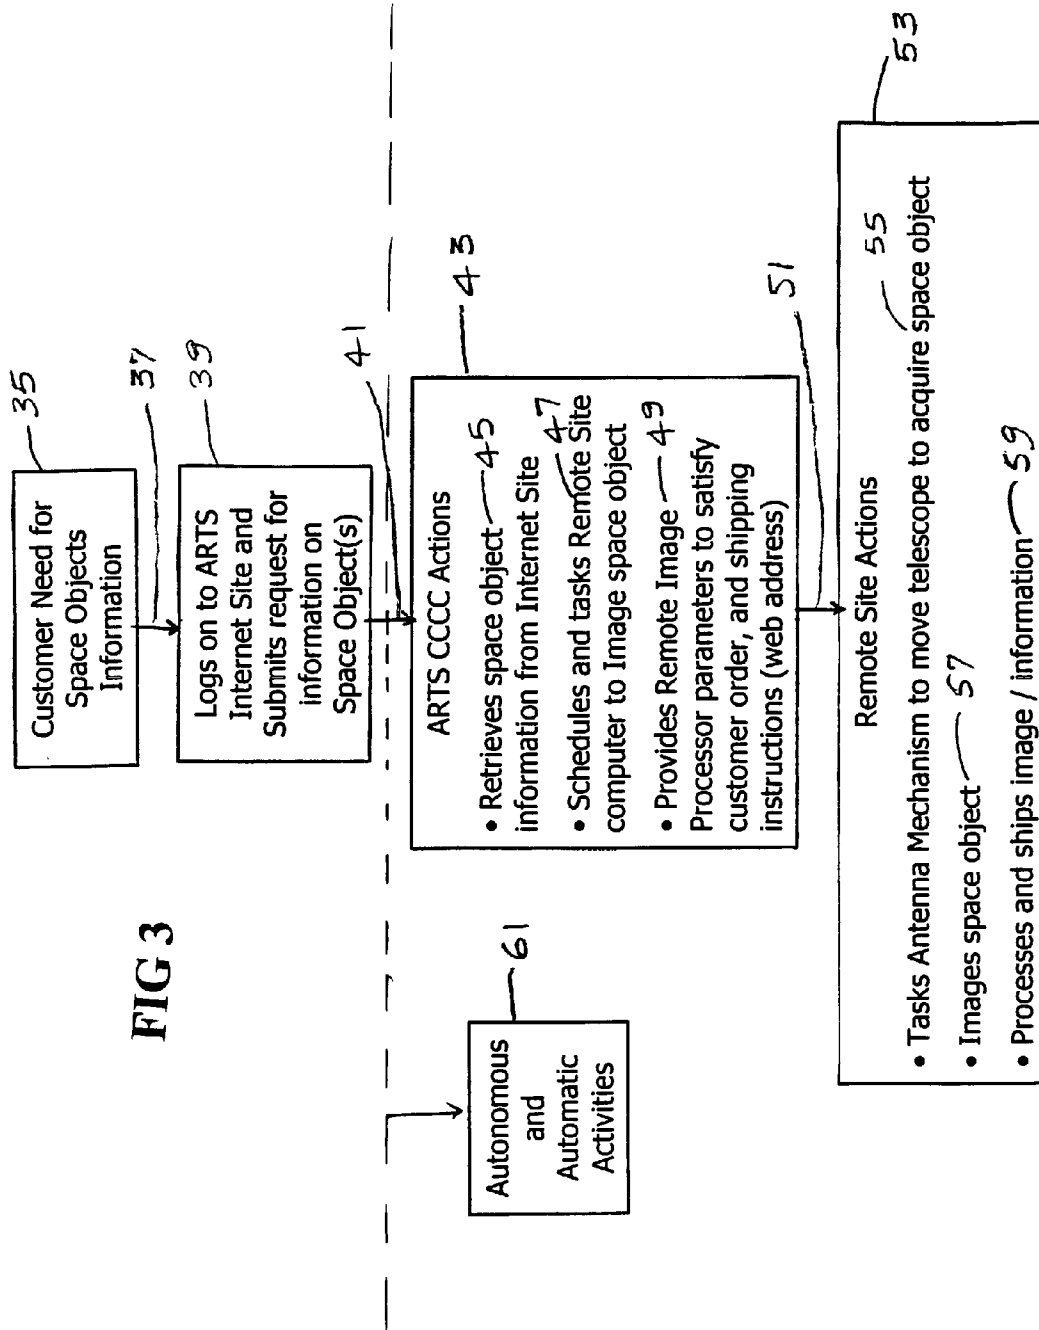 FIG 3
Customer Need for
Space Objects
Information
35
37
Logs on to ARTS
Internet Site and
Submits request for
information on
Space Object(s)
39
41
ARTS CCCC Actions
43
• Retrieves space object 45
information from Internet Site
• Schedules and tasks Remote Site 47
computer to Image space object
• Provides Remote Image 49
Processor parameters to satisfy
customer order, and shipping
instructions (web address)
51
Autonomous
and
Automatic
Activities
61
Remote Site Actions
53
• Tasks Antenna Mechanism to move telescope to acquire space object 55
• Images space object 57
• Processes and ships image / information 59